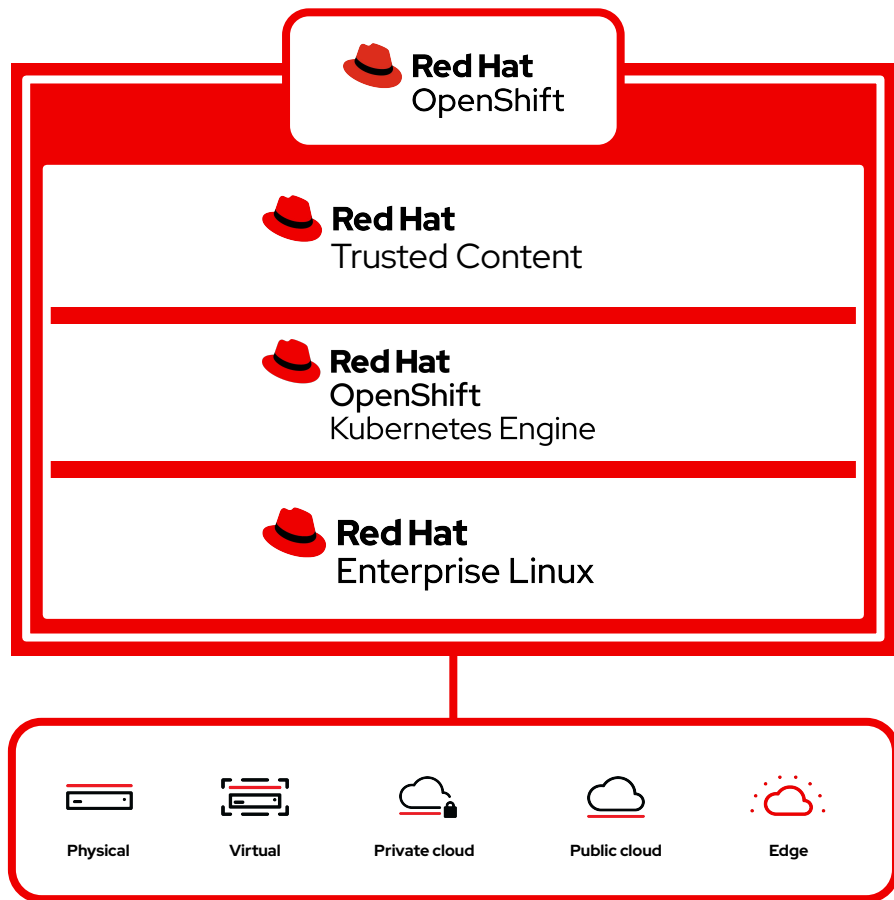 Red Hat
OpenShift
Red Hat
Trusted Content
Red Hat
OpenShift
Kubernetes Engine
Red Hat
Enterprise Linux
Physical
Virtual
Private cloud
Public cloud
Edge